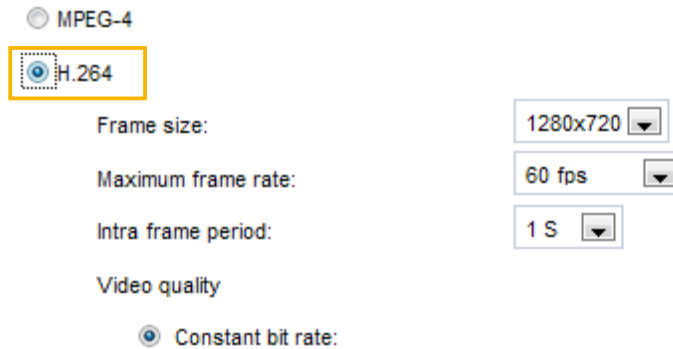 MPEG-4
H.264
Frame size: 1280x720
Maximum frame rate: 60 fps
Intra frame period: 1 S
Video quality
Constant bit rate: